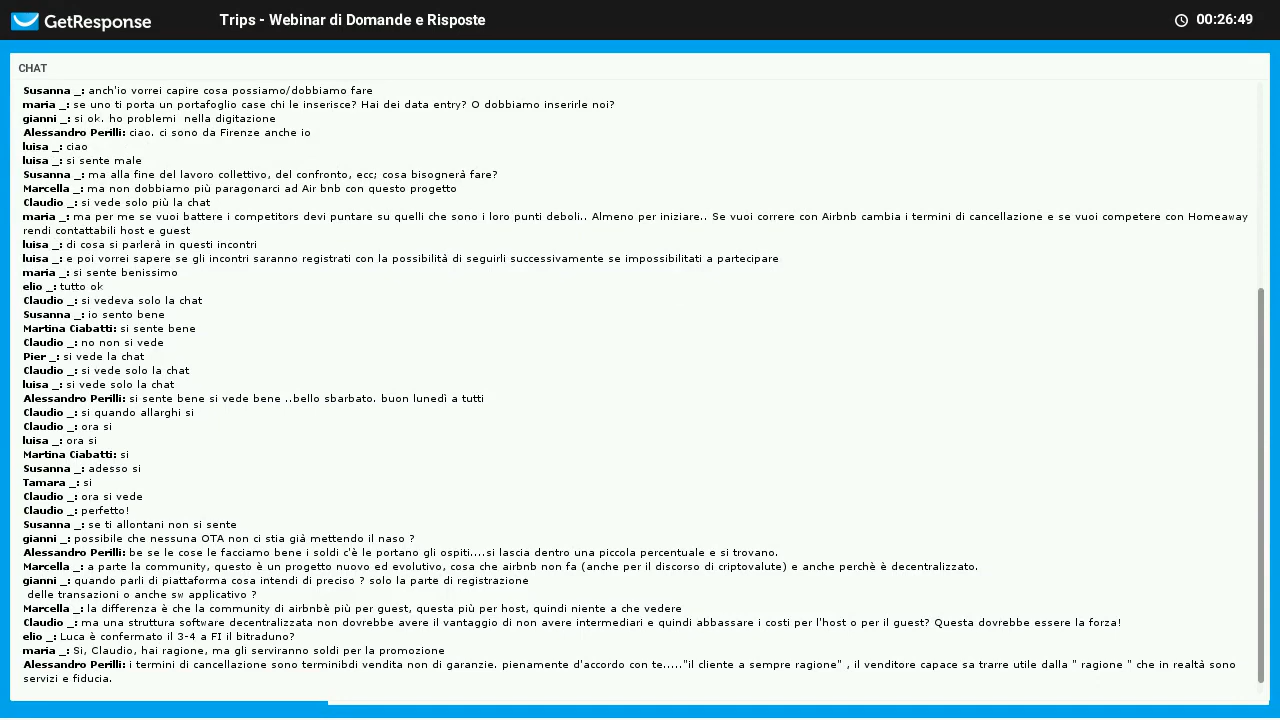 GetResponse
Trips - Webinar di Domande e Risposte
00:26:49
CHAT
Susanna _: anch'io vorrei capire cosa possiamo/dobbiamo fare
maria _: se uno ti porta un portafoglio case chi le inserisce? Hai dei data entry? O dobbiamo inserirle noi?
gianni _: si ok. ho problemi  nella digitazione
Alessandro Perilli: ciao. ci sono da Firenze anche io
luisa _: ciao
luisa _: si sente male
Susanna _: ma alla fine del lavoro collettivo, del confronto, ecc; cosa bisognerà fare?
Marcella _: ma non dobbiamo più paragonarci ad Air bnb con questo progetto
Claudio _: si vede solo più la chat
maria _: ma per me se vuoi battere i competitors devi puntare su quelli che sono i loro punti deboli.. Almeno per iniziare.. Se vuoi correre con Airbnb cambia i termini di cancellazione e se vuoi competere con Homeaway
rendi contattabili host e guest
luisa _: di cosa si parlerà in questi incontri
luisa _: e poi vorrei sapere se gli incontri saranno registrati con la possibilità di seguirli successivamente se impossibilitati a partecipare
maria _: si sente benissimo
elio _: tutto ok
Claudio _: si vedeva solo la chat
Susanna _: io sento bene
Martina Ciabatti: si sente bene
Claudio _: no non si vede
Pier _: si vede la chat
Claudio _: si vede solo la chat
luisa _: si vede solo la chat
Alessandro Perilli: si sente bene si vede bene ..bello sbarbato. buon lunedì a tutti
Claudio _: si quando allarghi si
Claudio _: ora si
luisa _: ora si
Martina Ciabatti: si
Susanna _: adesso si
Tamara _: si
Claudio _: ora si vede
Claudio _: perfetto!
Susanna _: se ti allontani non si sente
gianni _: possibile che nessuna OTA non ci stia già mettendo il naso ?
Alessandro Perilli: be se le cose le facciamo bene i soldi c'è le portano gli ospiti....si lascia dentro una piccola percentuale e si trovano.
Marcella _: a parte la community, questo è un progetto nuovo ed evolutivo, cosa che airbnb non fa (anche per il discorso di criptovalute) e anche perchè è decentralizzato.
gianni _: quando parli di piattaforma cosa intendi di preciso ? solo la parte di registrazione
delle transazioni o anche sw applicativo ?
Marcella _: la differenza è che la community di airbnbè più per guest, questa più per host, quindi niente a che vedere
Claudio _: ma una struttura software decentralizzata non dovrebbe avere il vantaggio di non avere intermediari e quindi abbassare i costi per l'host o per il guest? Questa dovrebbe essere la forza!
elio _: Luca è confermato il 3-4 a FI il bitraduno?
maria _: Si, Claudio, hai ragione, ma gli serviranno soldi per la promozione
Alessandro Perilli: i termini di cancellazione sono terminibdi vendita non di garanzie. pienamente d'accordo con te....."il cliente a sempre ragione" , il venditore capace sa trarre utile dalla " ragione " che in realtà sono
servizi e fiducia.